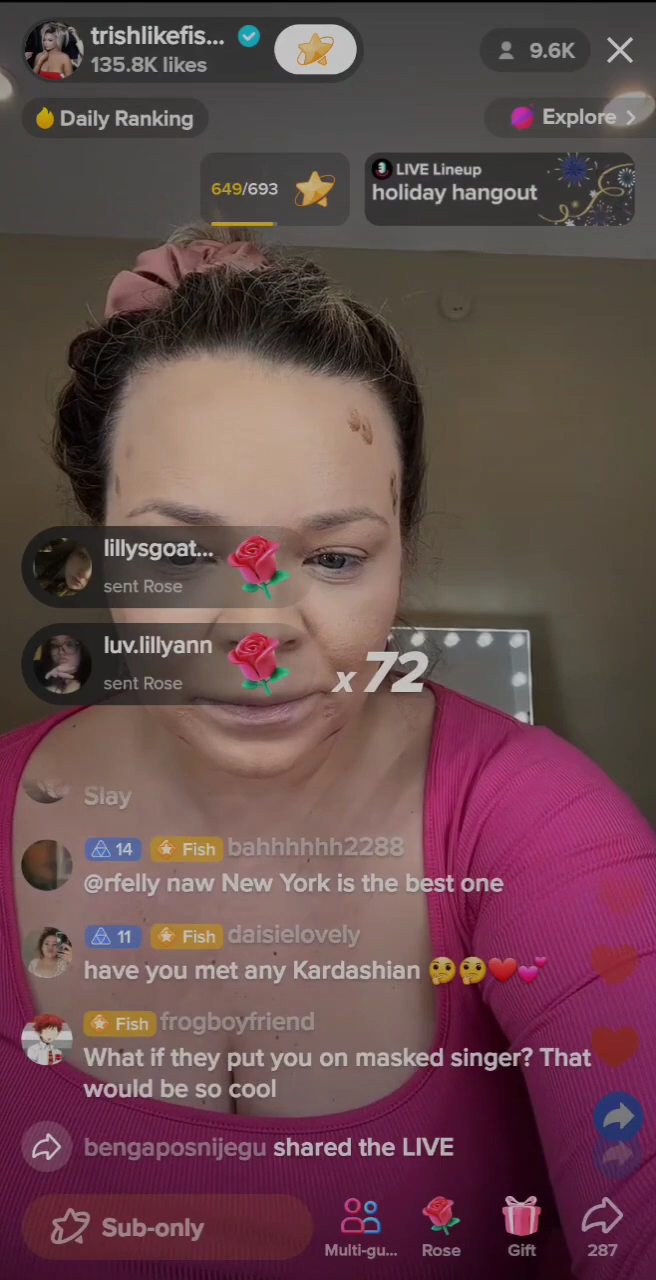 trishlikefis...
135.8K likes
9.6K
Daily Ranking
Explore
649/693
LIVE Lineup
holiday hangout
lillysgoat...
sent Rose
luv.lillyann
sent Rose
x 72
Slay
14 Fish bahhhhhh2288
@rfelly naw New York is the best one
11 Fish daisielovely
have you met any Kardashian 🤔🤔❤️💕
Fish frogboyfriend
What if they put you on masked singer? That
would be so cool
bengaposnijegu shared the LIVE
Sub-only
Multi-gu...
Rose
Gift
287